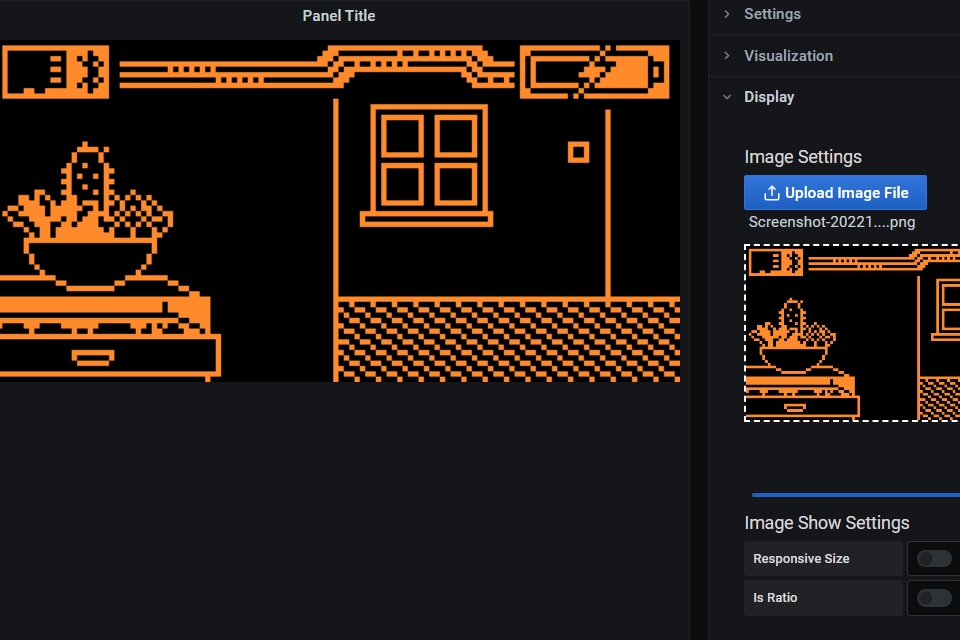 Panel Title
Settings
Visualization
Display
Image Settings
Upload Image File
Screenshot-20221....png
Image Show Settings
Responsive Size
Is Ratio